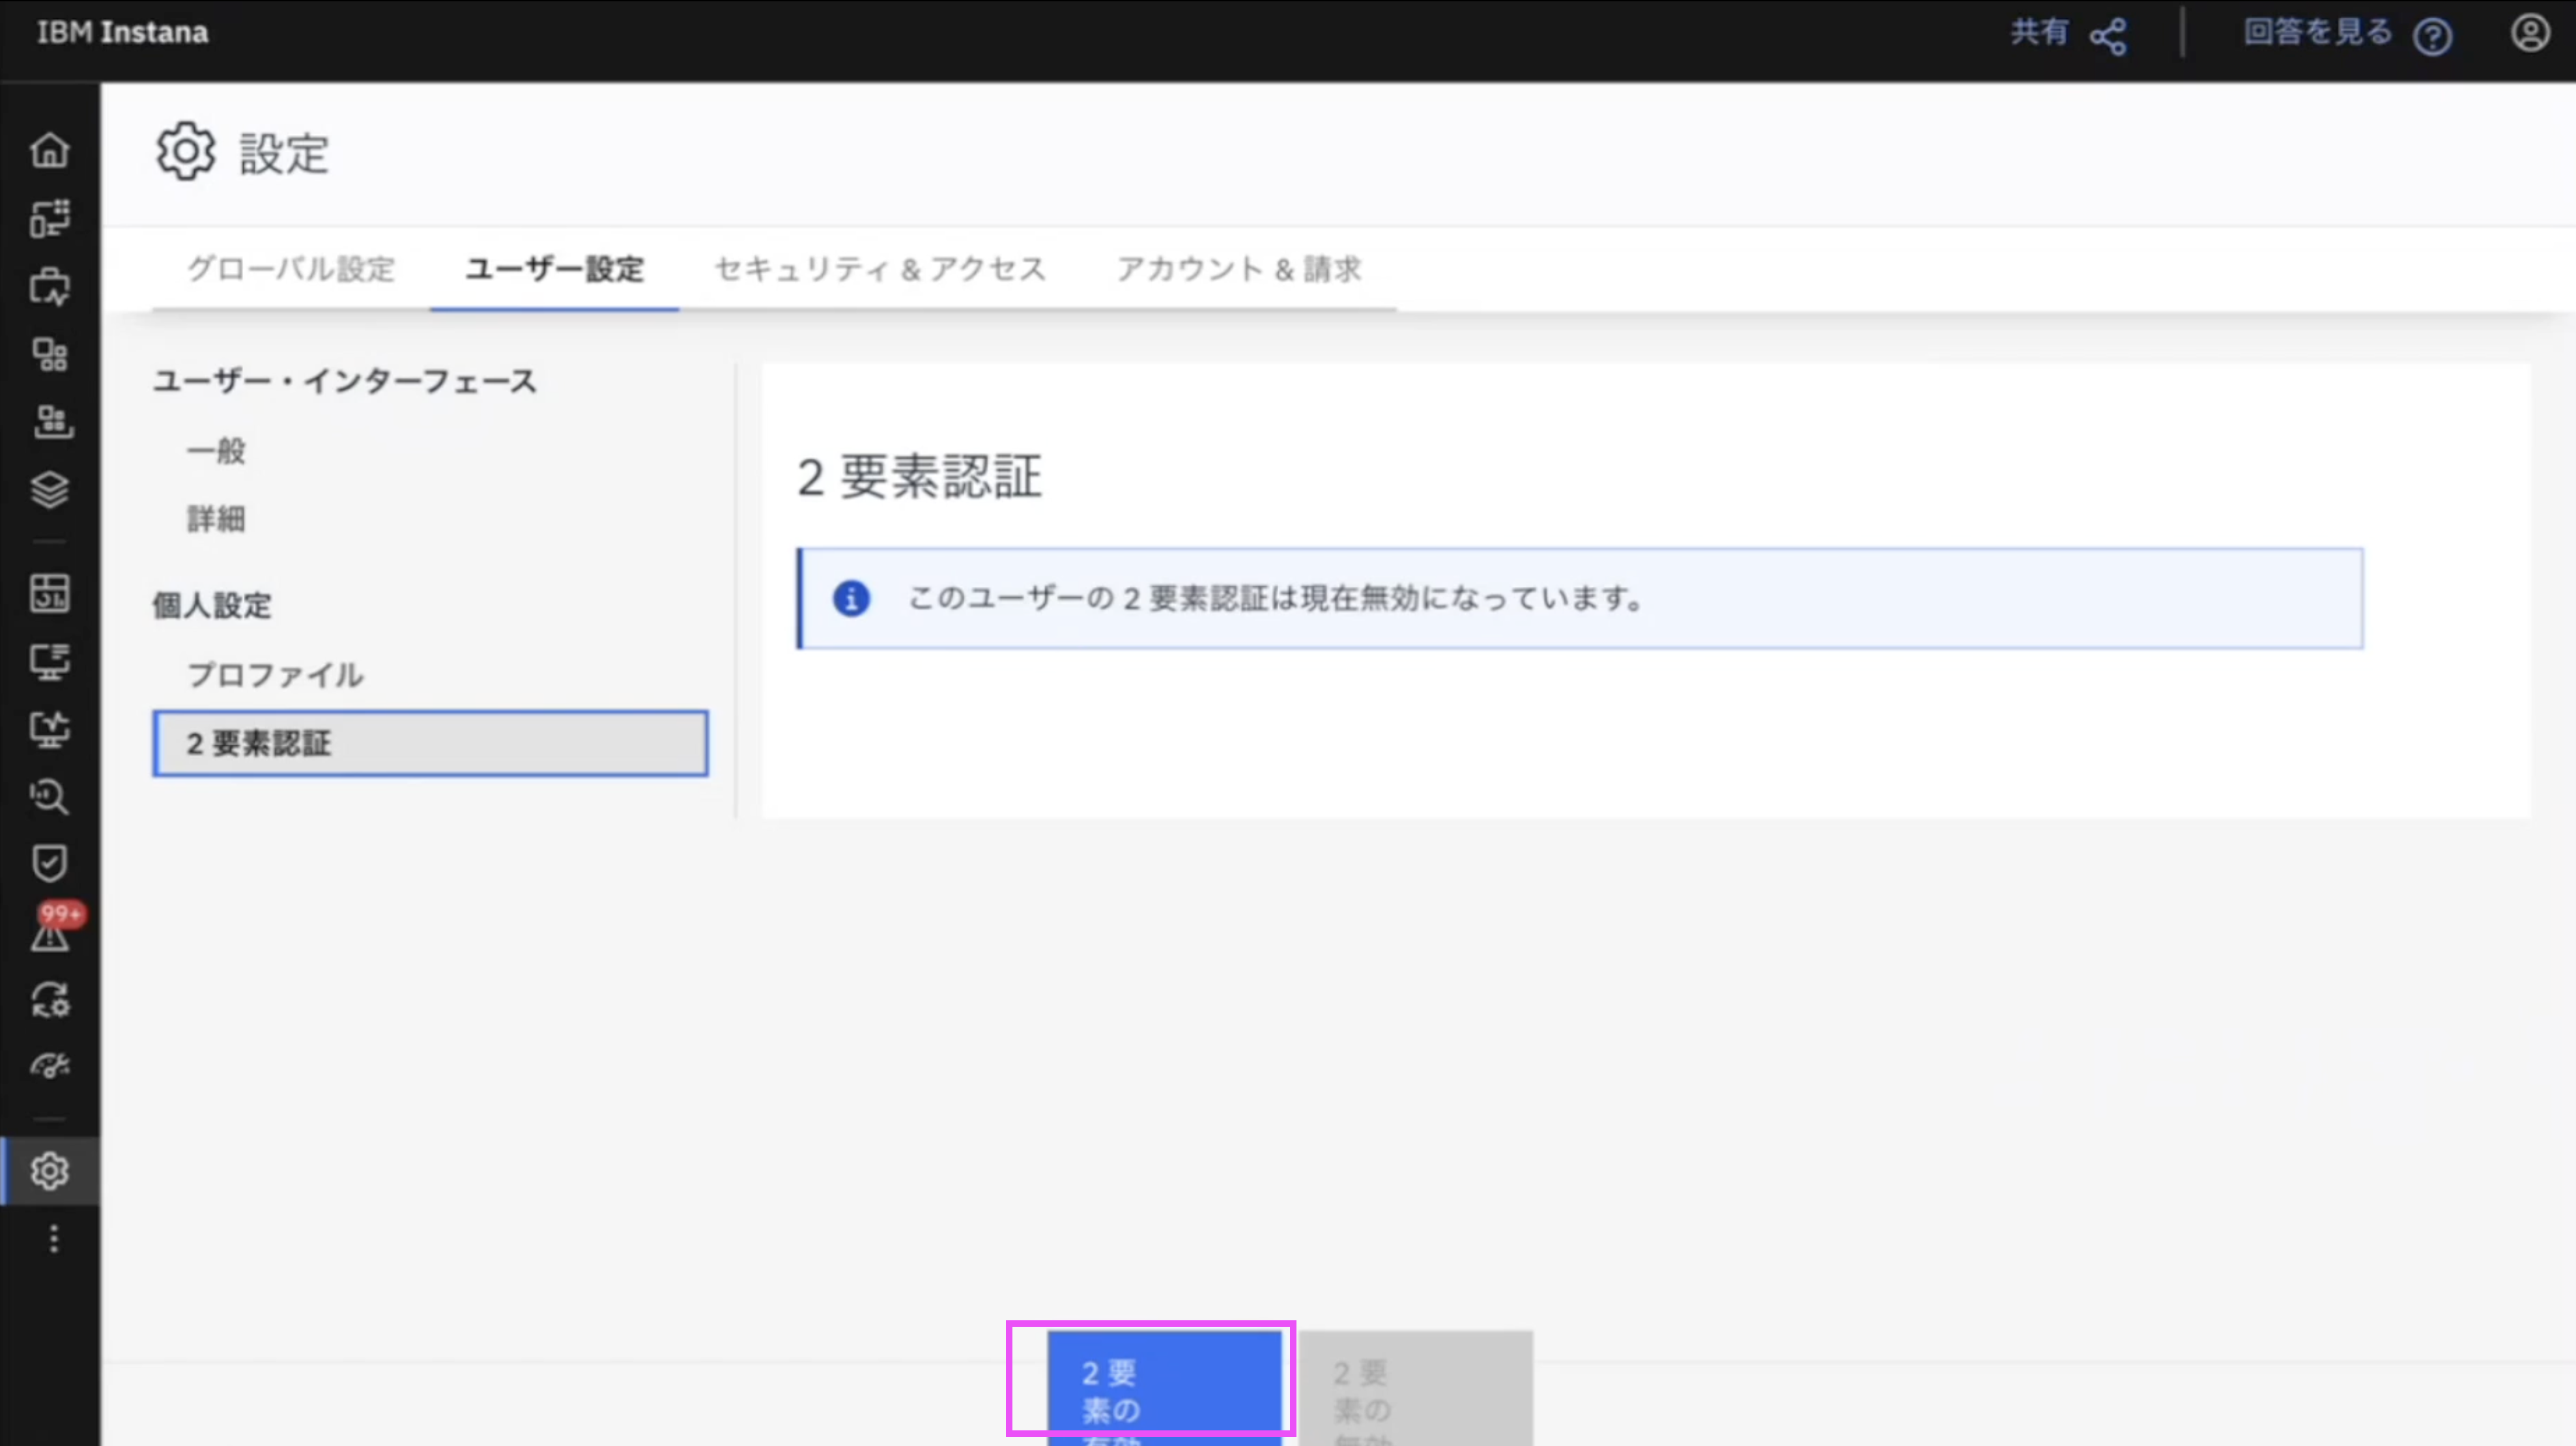 IBM Instana
共有
回答を見る
設定
グローバル設定
ユーザー設定
セキュリティ & アクセス
アカウント & 請求
ユーザー・インターフェース
一般
詳細
個人設定
プロファイル
2 要素認証
2 要素認証
このユーザーの 2 要素認証は現在無効になっています。
99+
2 要
素の
2 要
素の